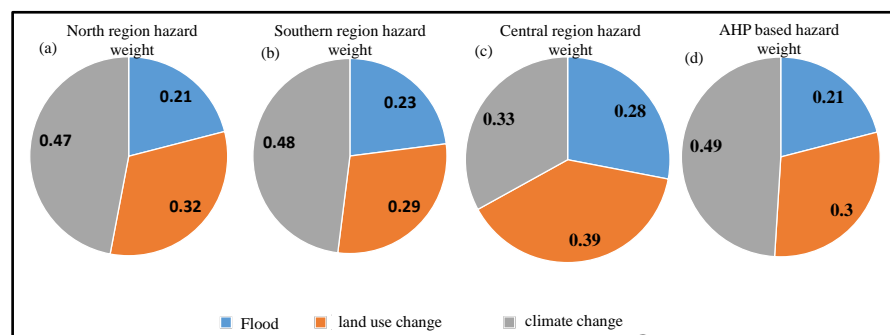 (a) North region hazard
weight
0.21
0.32
0.47
(b) Southern region hazard
weight
0.23
0.29
0.48
(c) Central region hazard
weight
0.28
0.39
0.33
(d) AHP based hazard
weight
0.21
0.3
0.49
Flood land use change climate change